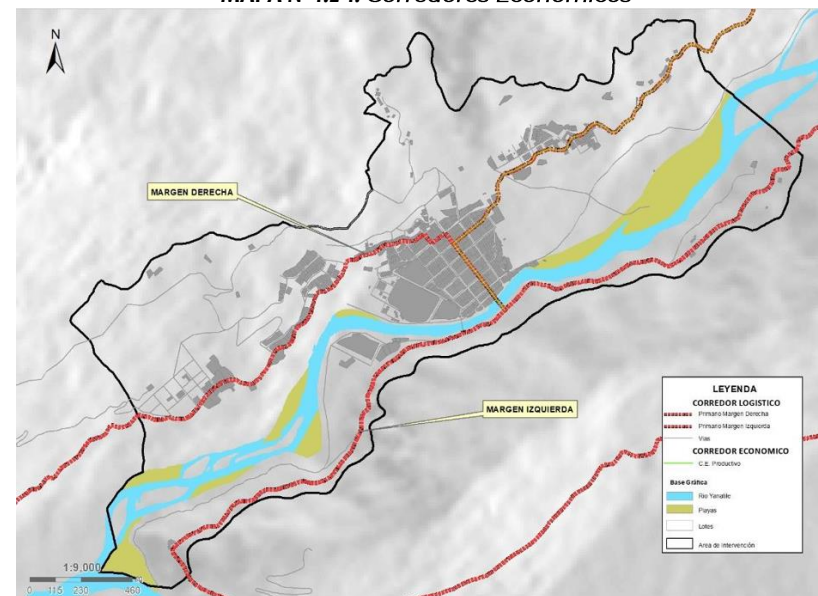 MAPA N° 4.14: Corredores Económicos
N
MARGEN DERECHA
MARGEN IZQUIERDA
LEYENDA
CORREDOR LOGISTICO
Primario Margen Derecha
Primario Margen Izquierda
Vias
CORREDOR ECONOMICO
C.E. Productivo
Base Gráfica
Rio Yanatile
Playas
Lotes
Area de Intervención
1:9,000
0 115 230 460